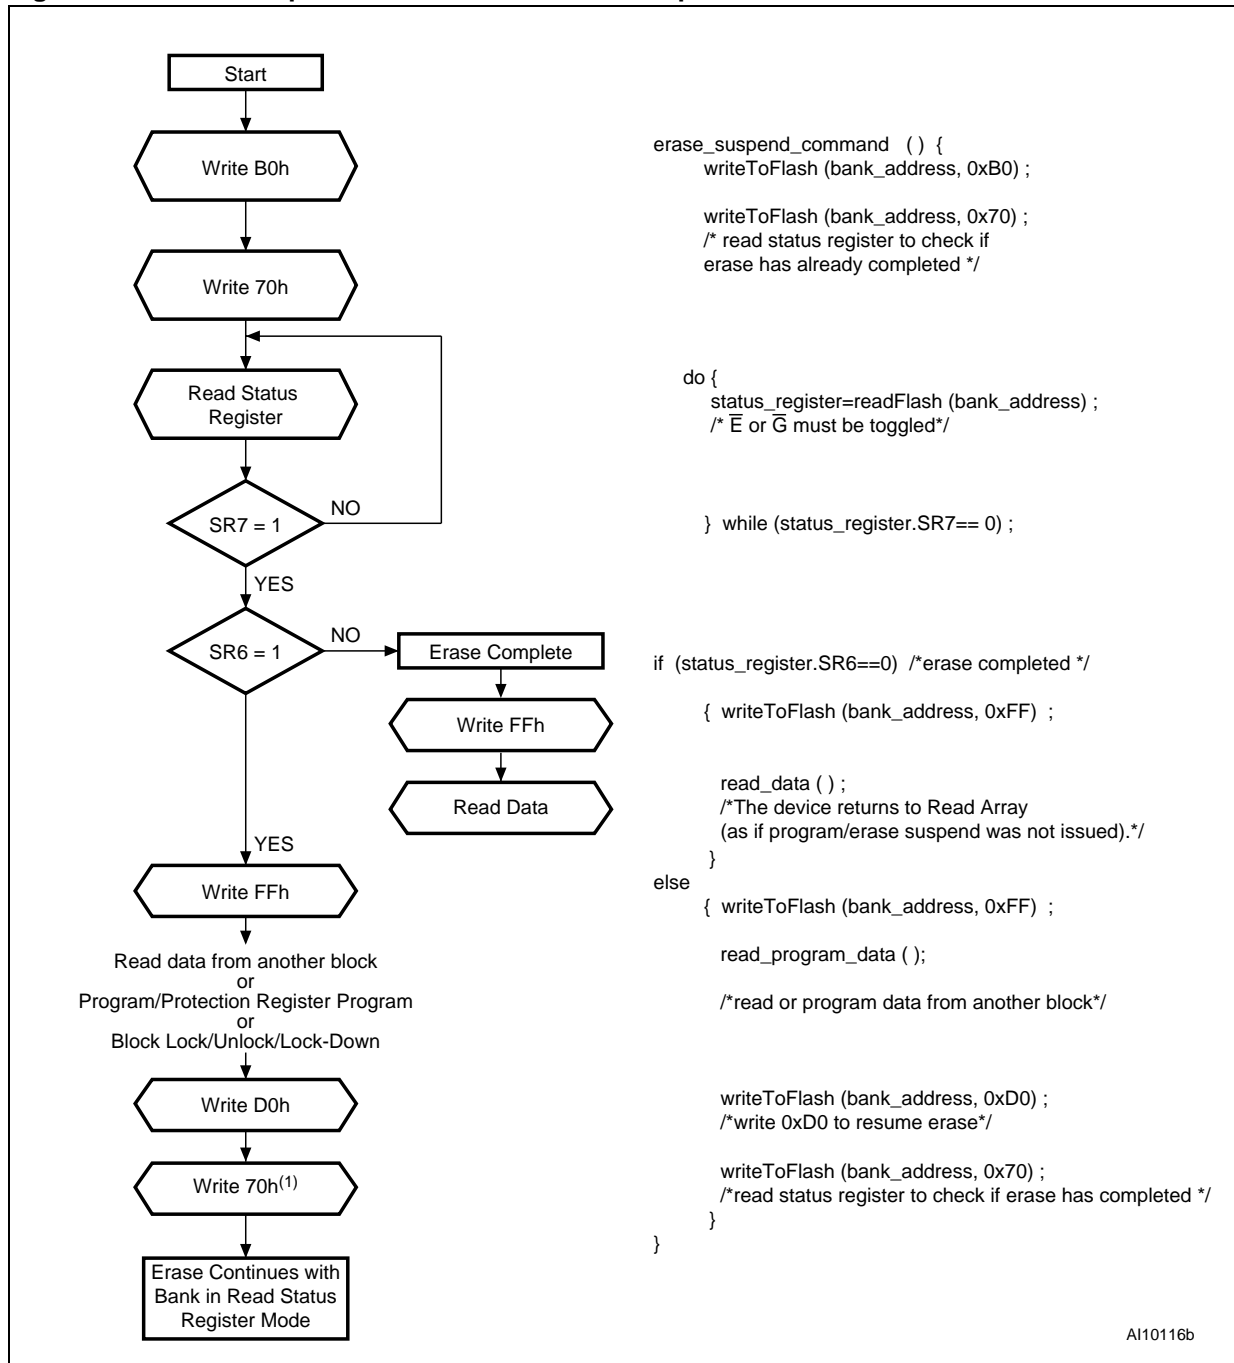 Start
Write B0h
Write 70h
Read Status
Register
SR7 = 1
NO
YES
SR6 = 1
NO
Erase Complete
Write FFh
Read Data
YES
Write FFh
Read data from another block
or
Program/Protection Register Program
or
Block Lock/Unlock/Lock-Down
Write D0h
Write 70h(1)
Erase Continues with
Bank in Read Status
Register Mode
erase_suspend_command ( ) {
writeToFlash (bank_address, 0xB0) ;
writeToFlash (bank_address, 0x70) ;
/* read status register to check if
erase has already completed */
do {
status_register=readFlash (bank_address) ;
/* E̅ or G̅ must be toggled*/
} while (status_register.SR7== 0) ;
if (status_register.SR6==0) /*erase completed */
{ writeToFlash (bank_address, 0xFF) ;
read_data ( ) ;
/*The device returns to Read Array
(as if program/erase suspend was not issued).*/
}
else
{ writeToFlash (bank_address, 0xFF) ;
read_program_data ( );
/*read or program data from another block*/
writeToFlash (bank_address, 0xD0) ;
/*write 0xD0 to resume erase*/
writeToFlash (bank_address, 0x70) ;
/*read status register to check if erase has completed */
}
}
AI10116b